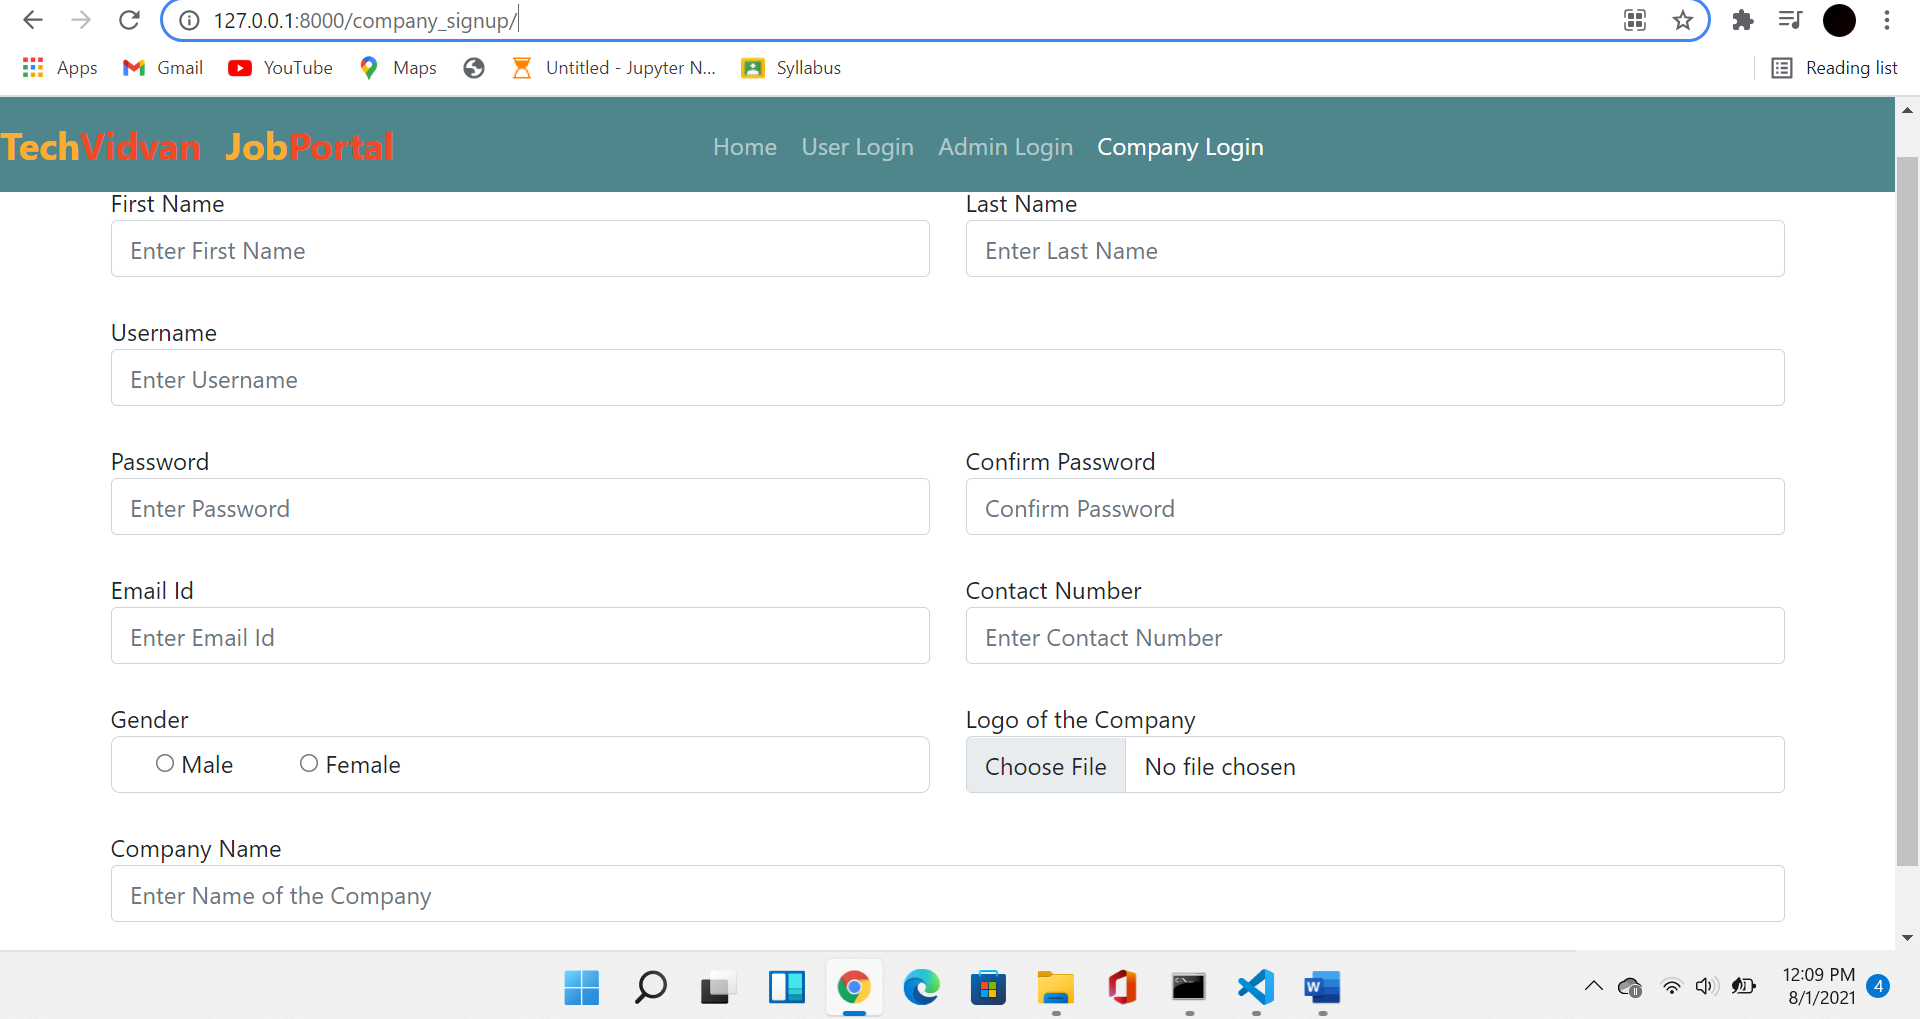 127.0.0.1:8000/company_signup/
Apps Gmail YouTube Maps Untitled - Jupyter N... Syllabus Reading list
TechVidvan JobPortal Home User Login Admin Login Company Login
First Name Last Name
Enter First Name Enter Last Name
Username
Enter Username
Password Confirm Password
Enter Password Confirm Password
Email Id Contact Number
Enter Email Id Enter Contact Number
Gender Logo of the Company
Male Female Choose File No file chosen
Company Name
Enter Name of the Company
12:09 PM
8/1/2021 4